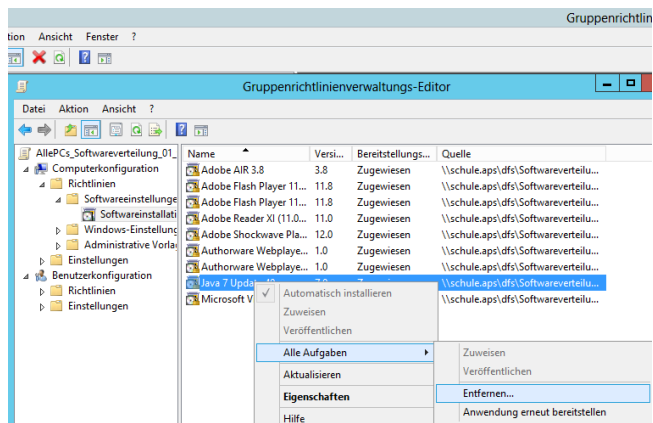 Gruppenrichtlin
tion Ansicht Fenster ?
Gruppenrichtlinienverwaltungs-Editor
Datei Aktion Ansicht ?
AllePCs_Softwareverteilung_01_
Computerkonfiguration
Richtlinien
Softwareeinstellunge
Softwareinstallati
Windows-Einstellung
Administrative Vorla
Einstellungen
Benutzerkonfiguration
Richtlinien
Einstellungen
Name Versi... Bereitstellungs... Quelle
Adobe AIR 3.8 3.8 Zugewiesen \\schule.aps\dfs\Softwareverteilu...
Adobe Flash Player 11... 11.8 Zugewiesen \\schule.aps\dfs\Softwareverteilu...
Adobe Flash Player 11... 11.8 Zugewiesen \\schule.aps\dfs\Softwareverteilu...
Adobe Reader XI (11.0... 11.0 Zugewiesen \\schule.aps\dfs\Softwareverteilu...
Adobe Shockwave Pla... 12.0 Zugewiesen \\schule.aps\dfs\Softwareverteilu...
Authorware Webplaye... 1.0 Zugewiesen \\schule.aps\dfs\Softwareverteilu...
Authorware Webplaye... 1.0 Zugewiesen \\schule.aps\dfs\Softwareverteilu...
Java 7 Upda Zugewiesen \\schule.aps\dfs\Softwareverteilu...
Microsoft V \\schule.aps\dfs\Softwareverteilu...
Automatisch installieren
Zuweisen
Veröffentlichen
Alle Aufgaben
Aktualisieren
Eigenschaften
Hilfe
Zuweisen
Veröffentlichen
Entfernen...
Anwendung erneut bereitstellen